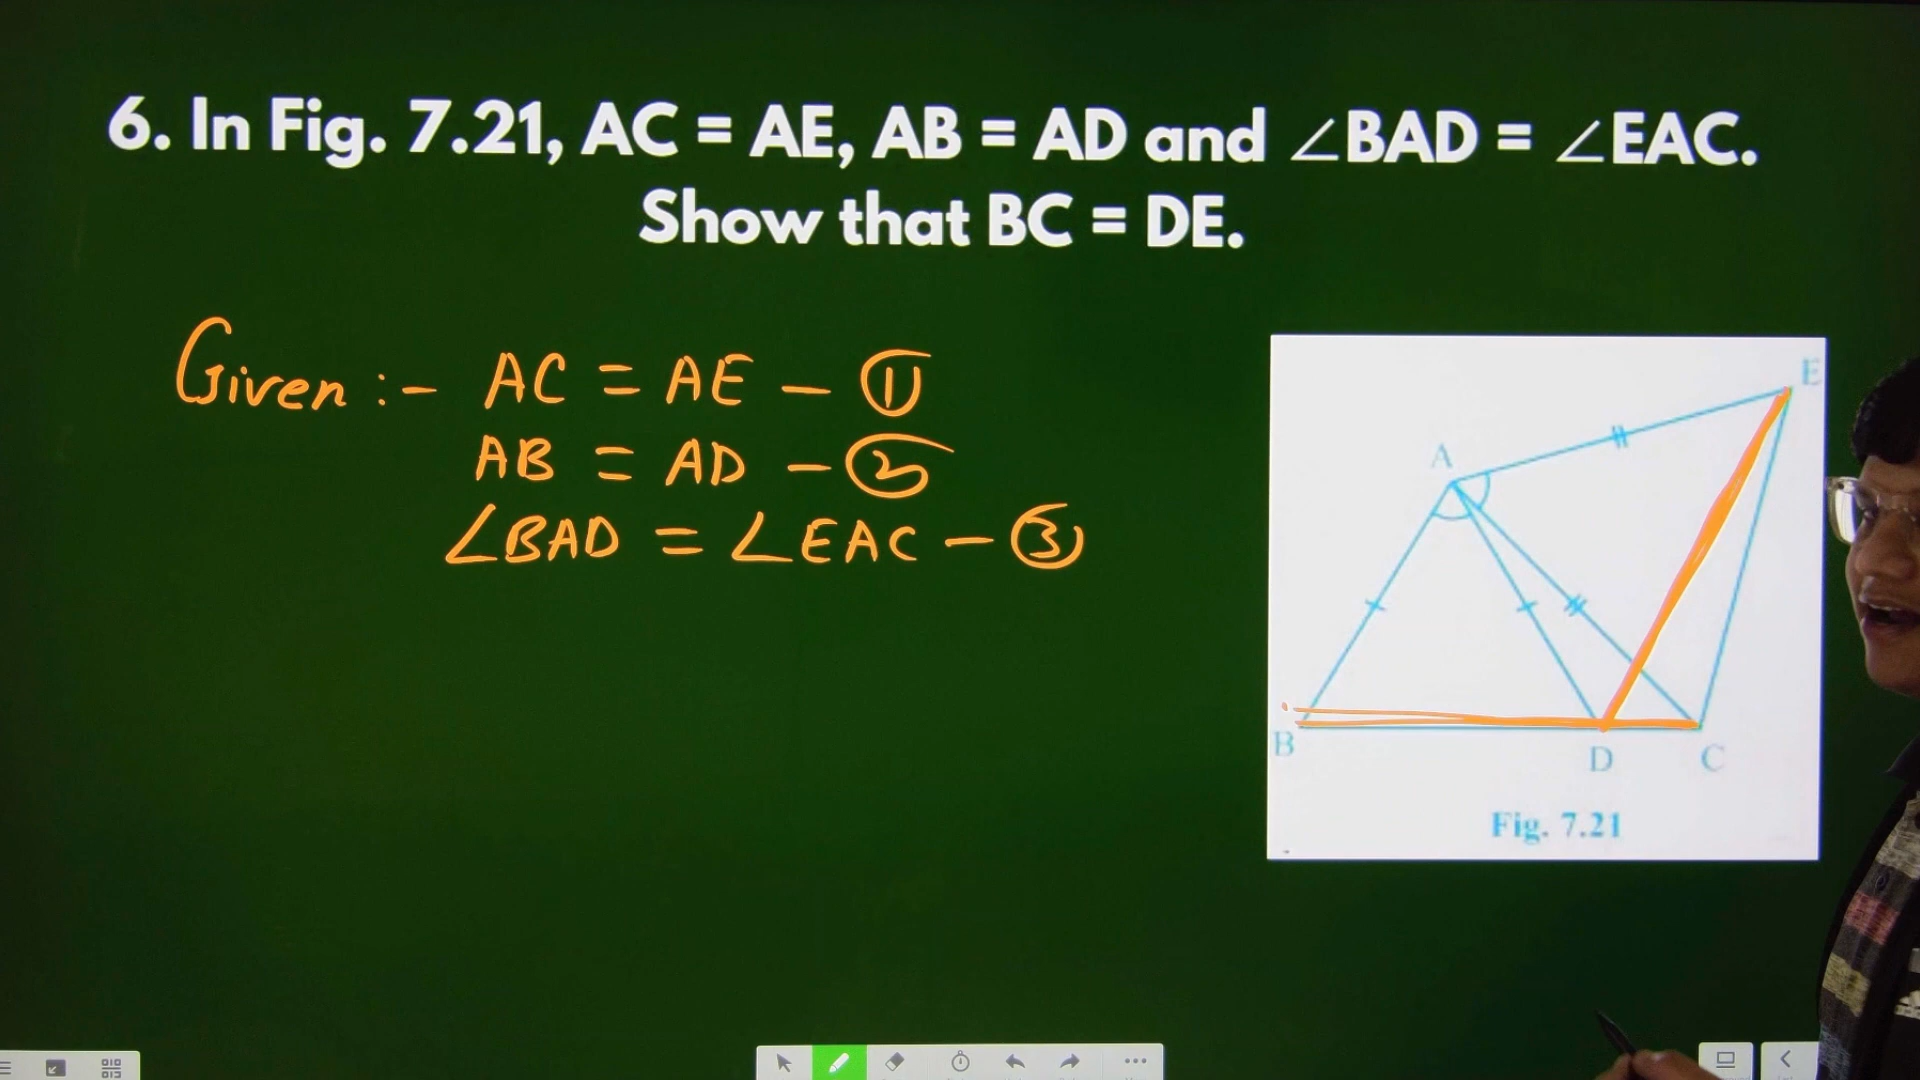 6. In Fig. 7.21, AC = AE, AB = AD and ∠BAD = ∠EAC.
Show that BC = DE.
Given :- AC = AE - ①
AB = AD - ②
∠BAD = ∠EAC - ③
E
A
B
D
C
Fig. 7.21